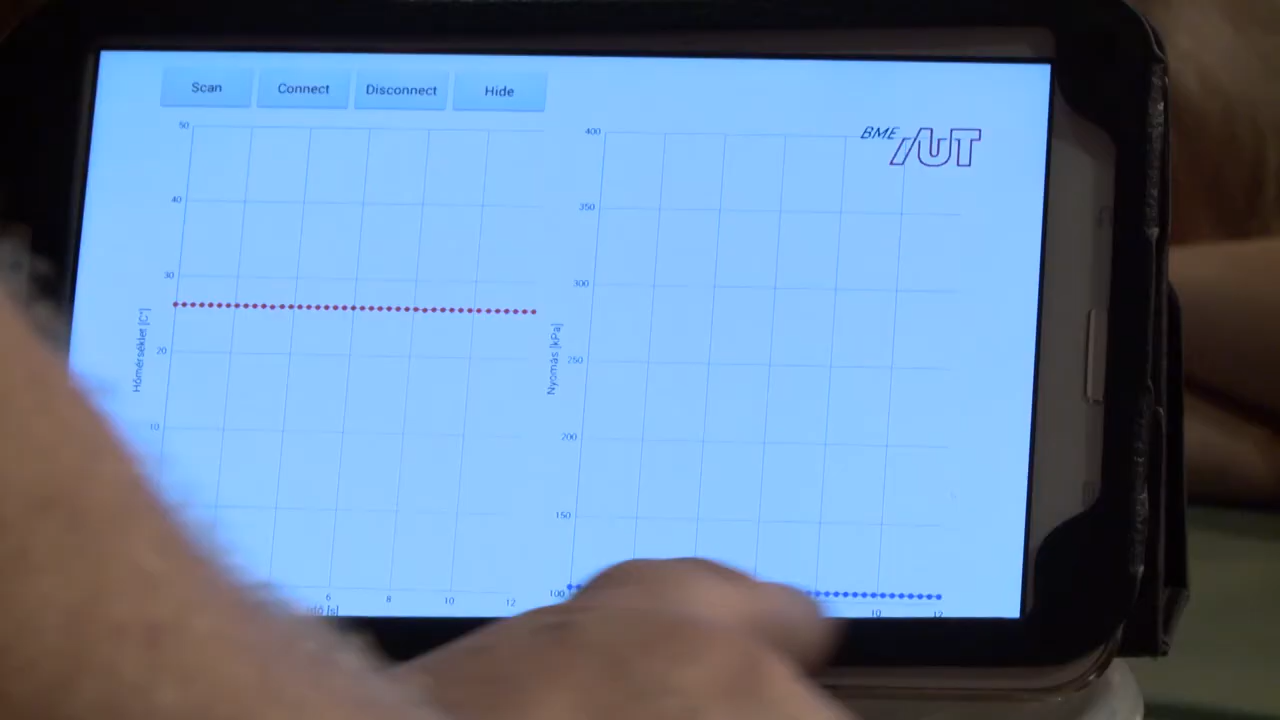 Scan Connect Disconnect Hide
BME AUT
50
40
30
20
10
Hőmérséklet [C°]
6 8 10 12
Idő [s]
400
350
300
250
200
150
100
Nyomás [kPa]
10 12